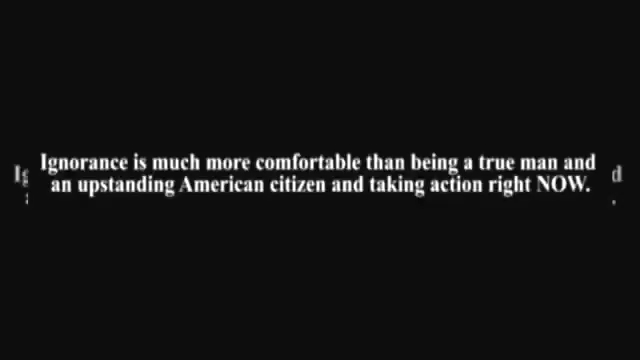 Ignorance is much more comfortable than being a true man and
an upstanding American citizen and taking action right NOW.